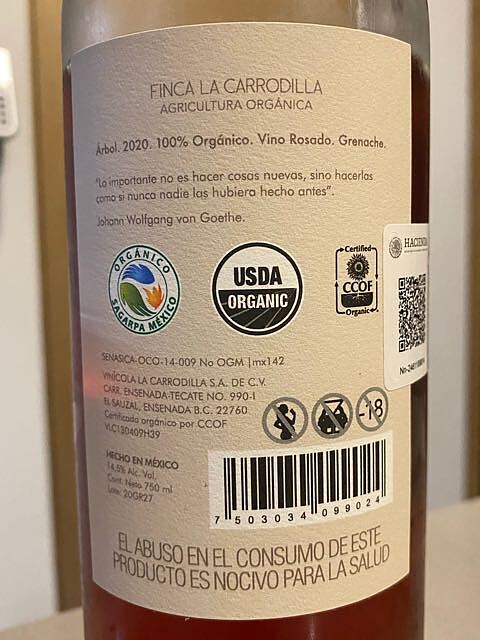 FINCA LA CARRODILLA
AGRICULTURA ORGÁNICA
Árbol. 2020. 100% Orgánico. Vino Rosado. Grenache.
"Lo importante no es hacer cosas nuevas, sino hacerlas
como si nunca nadie las hubiera hecho antes".
Johann Wolfgang von Goethe.
ORGÁNICO
SAGARPA MÉXICO
USDA
ORGANIC
Certified
CCOF
Organic
HACIENDA
SENASICA-OCO-14-009 No OGM |mx142
VINÍCOLA LA CARRODILLA S.A. DE C.V.
CARR. ENSENADA-TECATE NO. 990-I
EL SAUZAL, ENSENADA B.C. 22760
Certificado orgánico por CCOF
VLC130409H39
-18
HECHO EN MÉXICO
14.5% Alc. Vol.
Cont. Neto 750 ml
Lote: 20GR27
7 503034 099024
EL ABUSO EN EL CONSUMO DE ESTE
PRODUCTO ES NOCIVO PARA LA SALUD